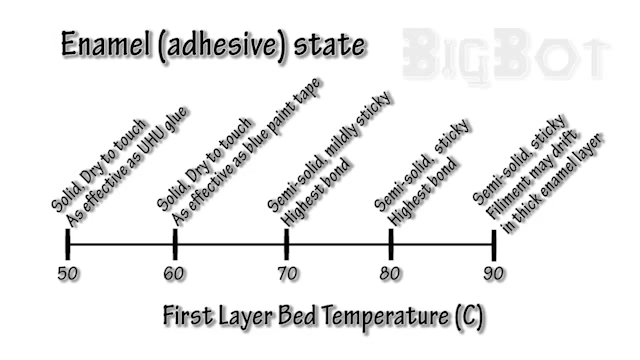 Enamel (adhesive) state
BigBot
Solid, Dry to touch
As effective as UHU glue
Solid, Dry to touch
As effective as blue paint tape
Semi-solid, mildly sticky
Highest bond
Semi-solid, sticky
Highest bond
Semi-solid, sticky
Filiment may drift
in thick enamel layer
50
60
70
80
90
First Layer Bed Temperature (C)